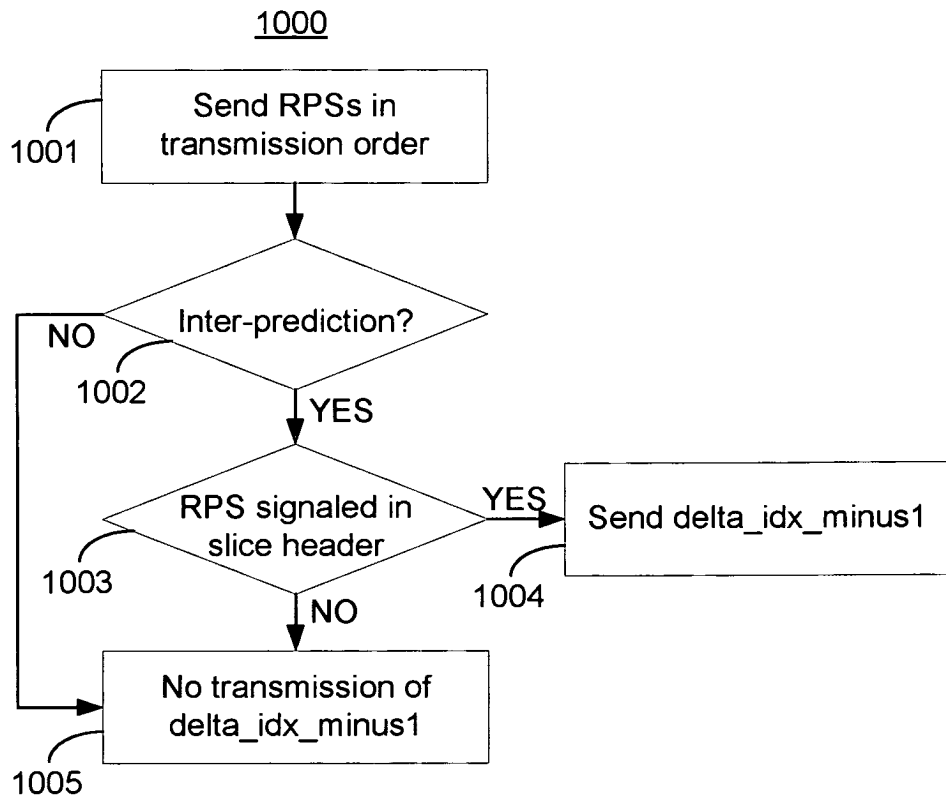 1000
Send RPSs in
transmission order
1001
Inter-prediction?
NO
1002
YES
RPS signaled in
slice header
YES
Send delta_idx_minus1
1003
1004
NO
No transmission of
delta_idx_minus1
1005